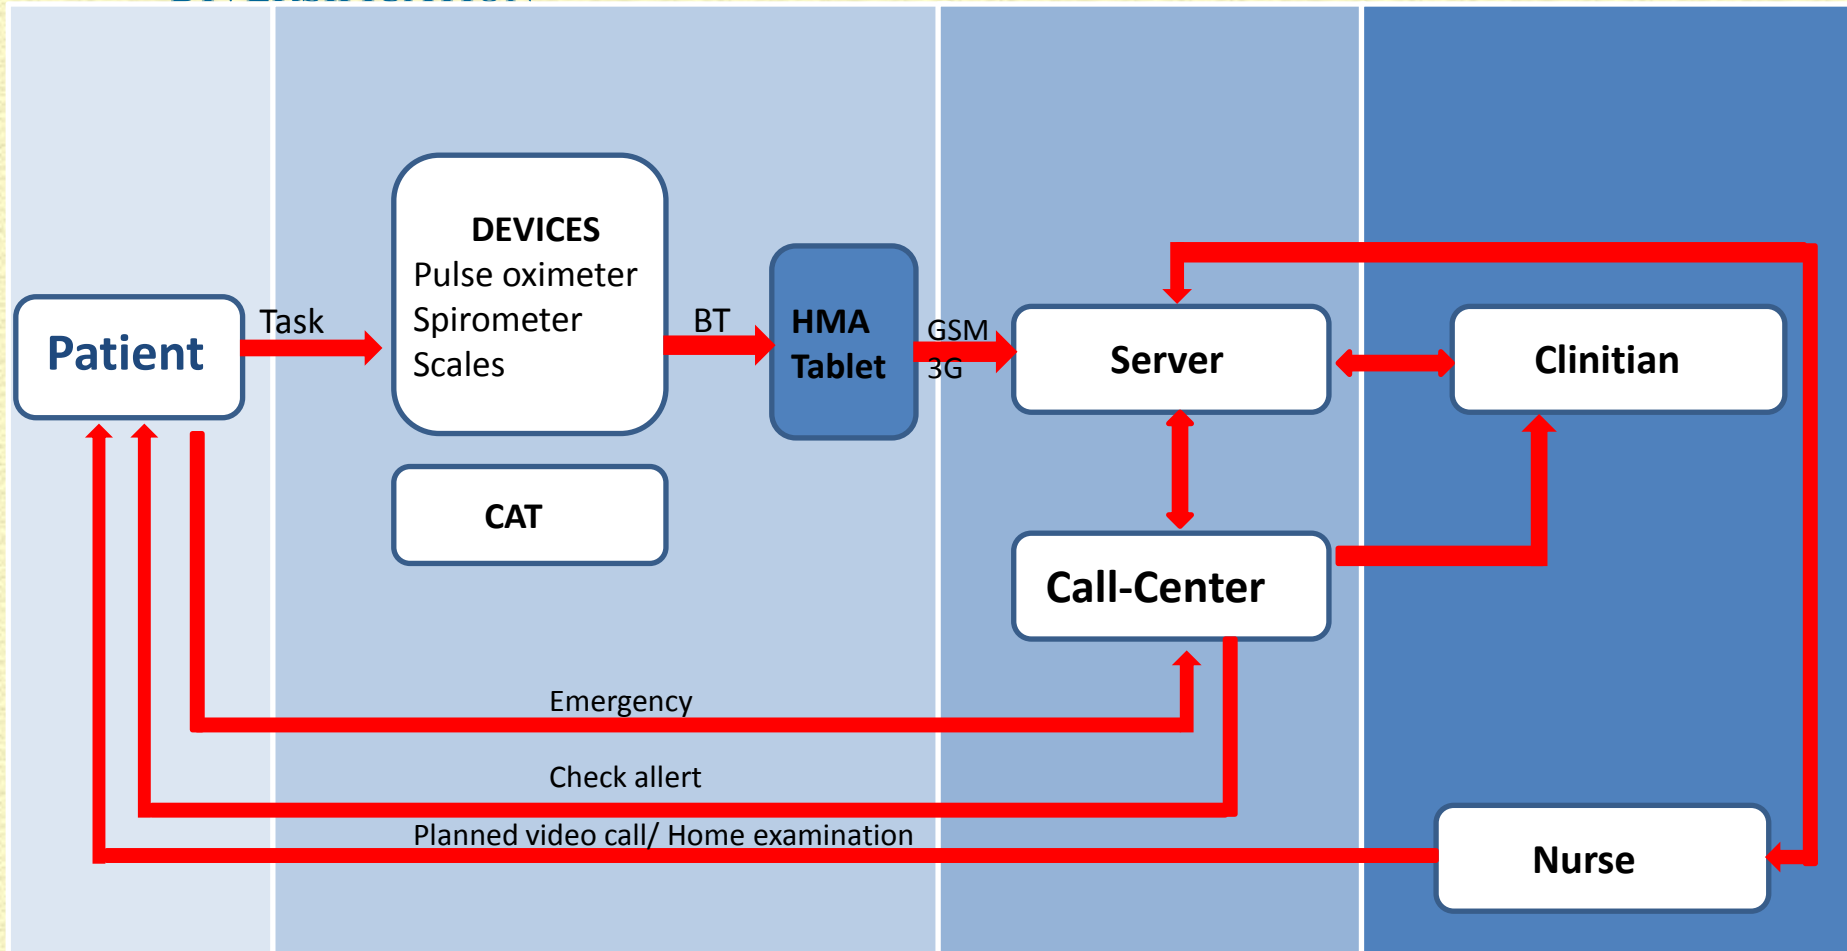 Patient
Task
DEVICES
Pulse oximeter
Spirometer
Scales
CAT
BT
HMA
Tablet
GSM
3G
Server
Clinitian
Call-Center
Emergency
Check allert
Planned video call/ Home examination
Nurse